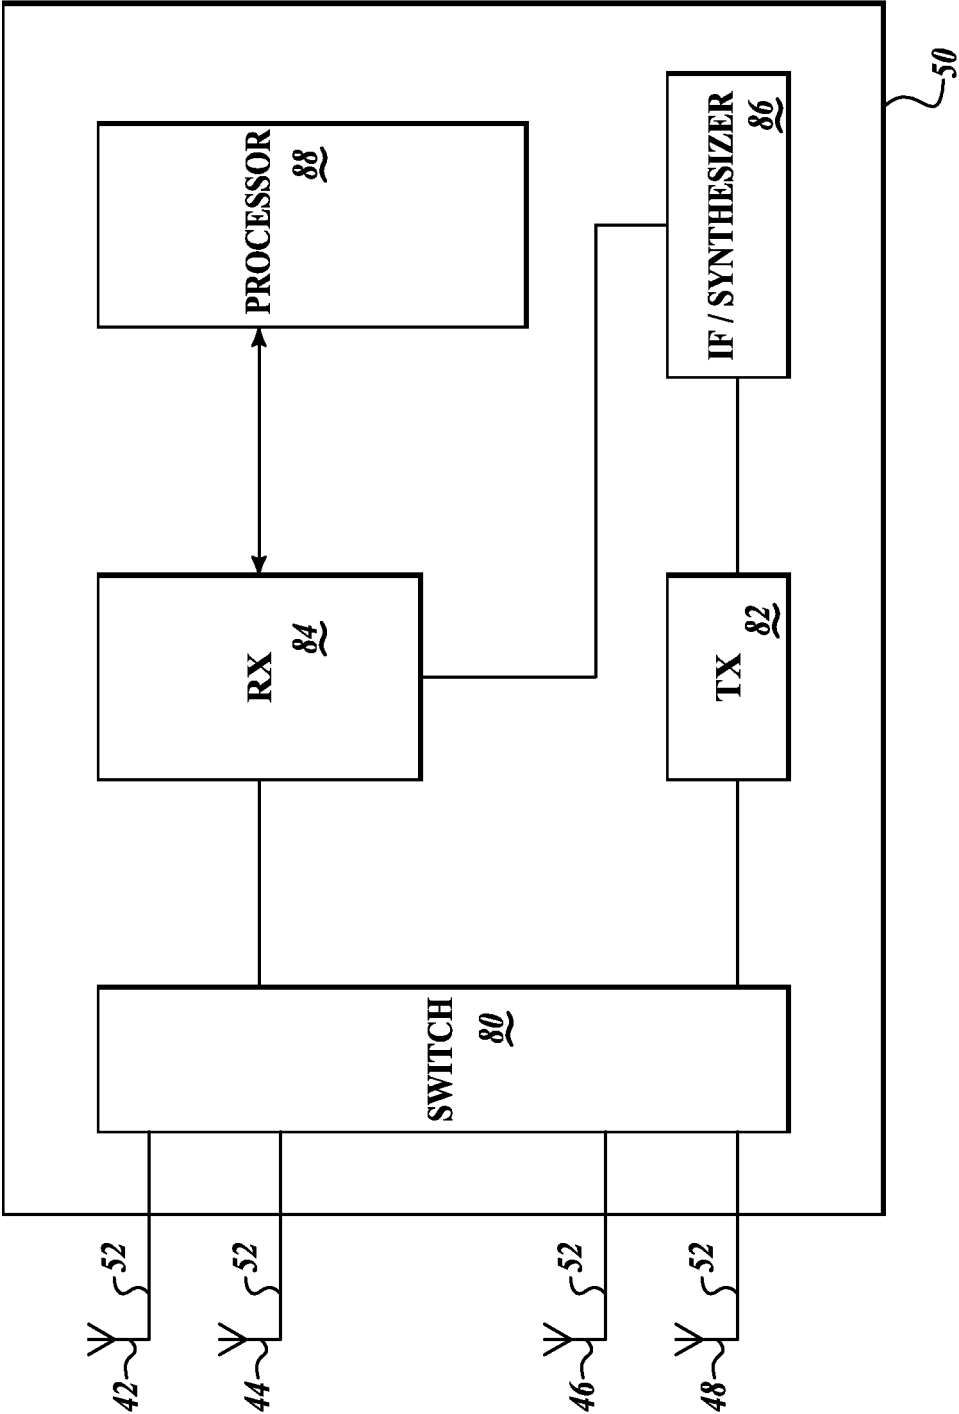 50
PROCESSOR
88
IF / SYNTHESIZER
86
RX
84
TX
82
SWITCH
80
52
52
52
52
42
44
46
48